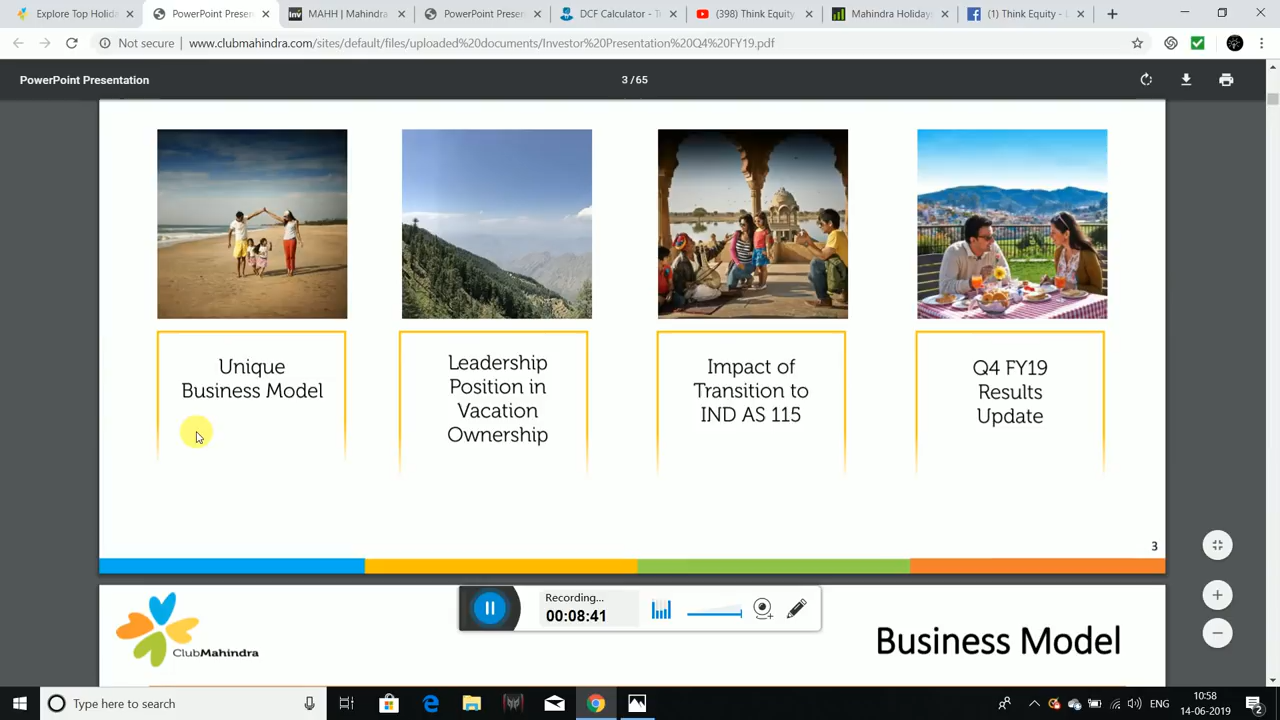 Explore Top Holida
PowerPoint Presen
MAHH | Mahindra
PowerPoint Presen
DCF Calculator - T
(398) Think Equity
Mahindra Holiday
(1) Think Equity - L
Not secure | www.clubmahindra.com/sites/default/files/uploaded%20documents/Investor%20Presentation%20Q4%20FY19.pdf
PowerPoint Presentation
3 / 65
Unique
Business Model
Leadership
Position in
Vacation
Ownership
Impact of
Transition to
IND AS 115
Q4 FY19
Results
Update
3
Recording...
00:08:41
ClubMahindra
Business Model
Type here to search
ENG
10:58
14-06-2019
2